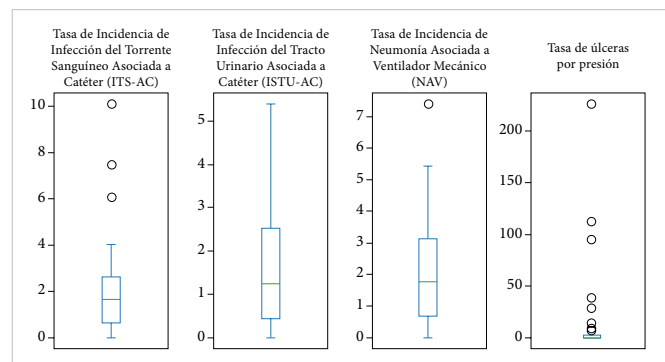 Tasa de Incidencia de
Infección del Torrente
Sanguíneo Asociada a
Catéter (ITS-AC)
10
8
6
4
2
0
Tasa de Incidencia de
Infección del Tracto
Urinario Asociada a
Catéter (ISTU-AC)
5
4
3
2
1
0
Tasa de Incidencia de
Neumonía Asociada a
Ventilador Mecánico
(NAV)
7
6
5
4
3
2
1
0
Tasa de úlceras
por presión
200
150
100
50
0